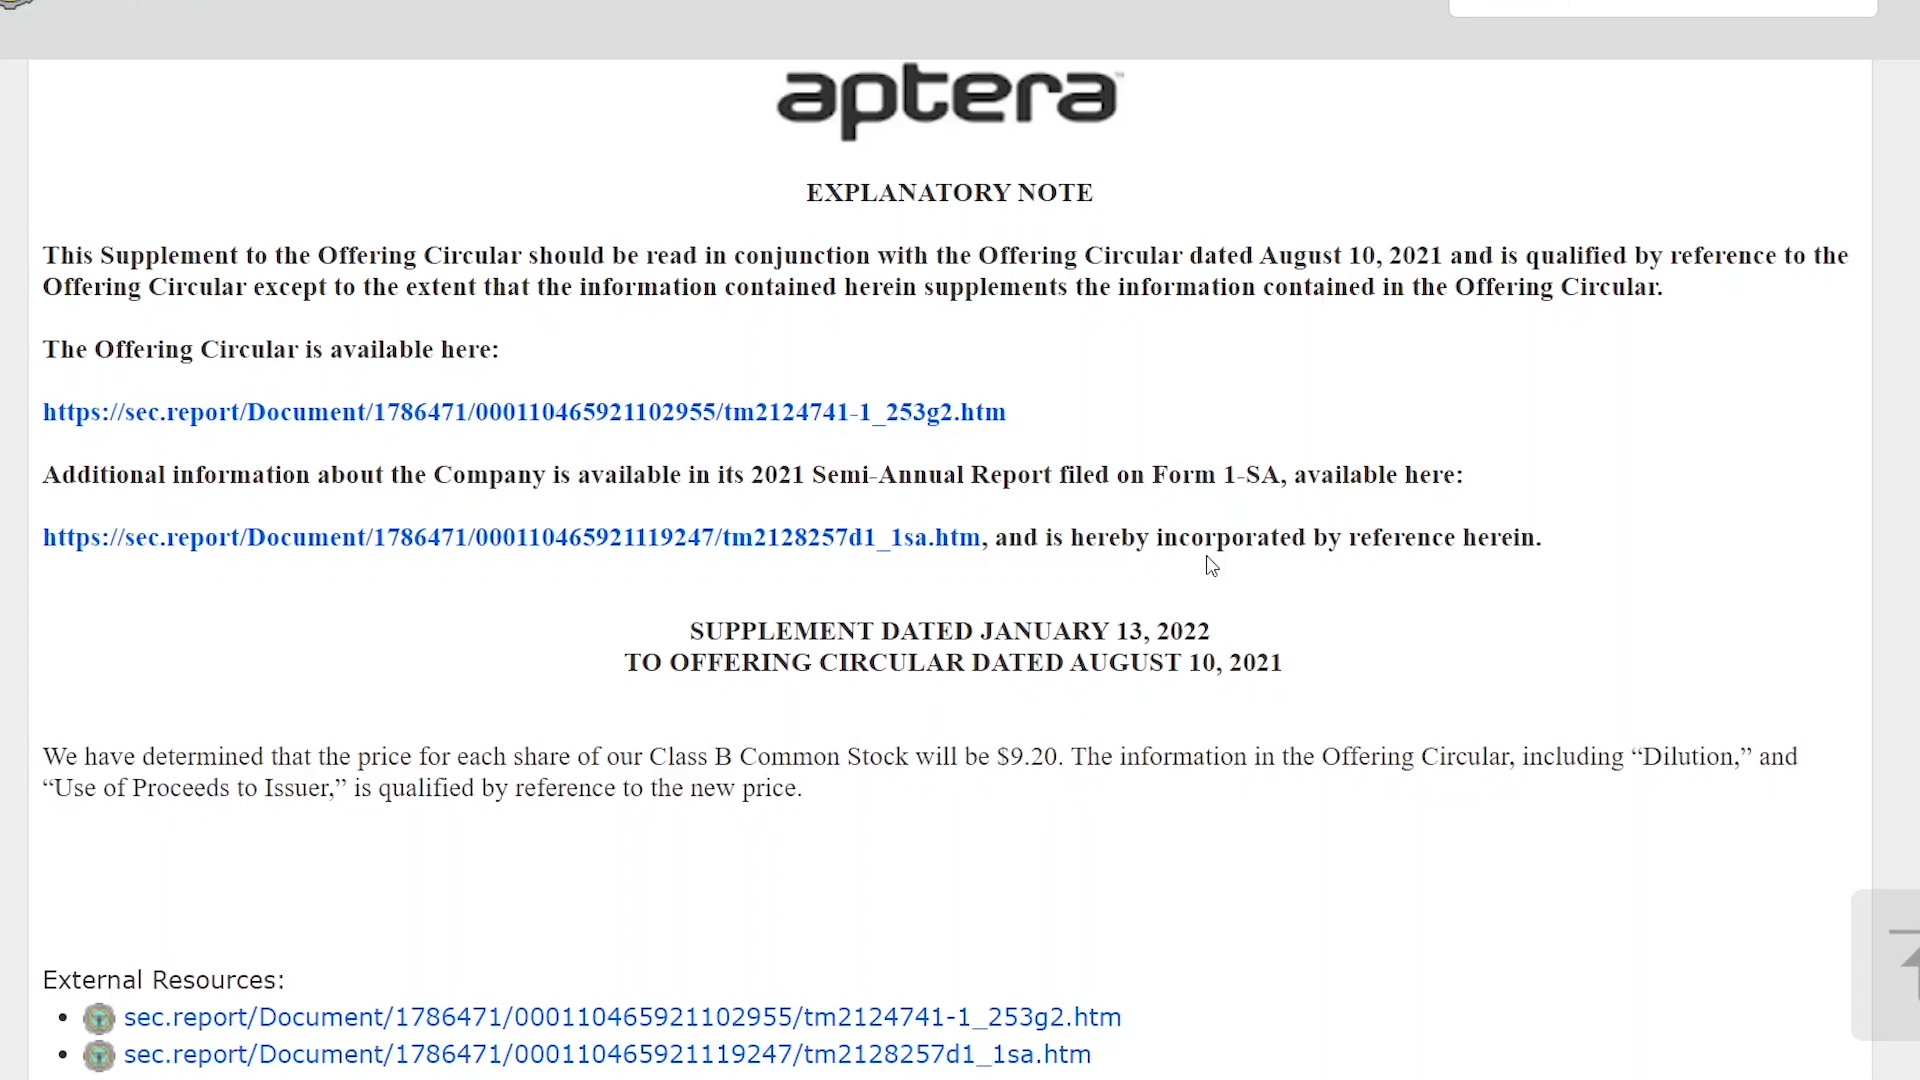 aptera™
EXPLANATORY NOTE
This Supplement to the Offering Circular should be read in conjunction with the Offering Circular dated August 10, 2021 and is qualified by reference to the
Offering Circular except to the extent that the information contained herein supplements the information contained in the Offering Circular.
The Offering Circular is available here:
https://sec.report/Document/1786471/000110465921102955/tm2124741-1_253g2.htm
Additional information about the Company is available in its 2021 Semi-Annual Report filed on Form 1-SA, available here:
https://sec.report/Document/1786471/000110465921119247/tm2128257d1_1sa.htm, and is hereby incorporated by reference herein.
SUPPLEMENT DATED JANUARY 13, 2022
TO OFFERING CIRCULAR DATED AUGUST 10, 2021
We have determined that the price for each share of our Class B Common Stock will be $9.20. The information in the Offering Circular, including “Dilution,” and
“Use of Proceeds to Issuer,” is qualified by reference to the new price.
External Resources:
• sec.report/Document/1786471/000110465921102955/tm2124741-1_253g2.htm
• sec.report/Document/1786471/000110465921119247/tm2128257d1_1sa.htm